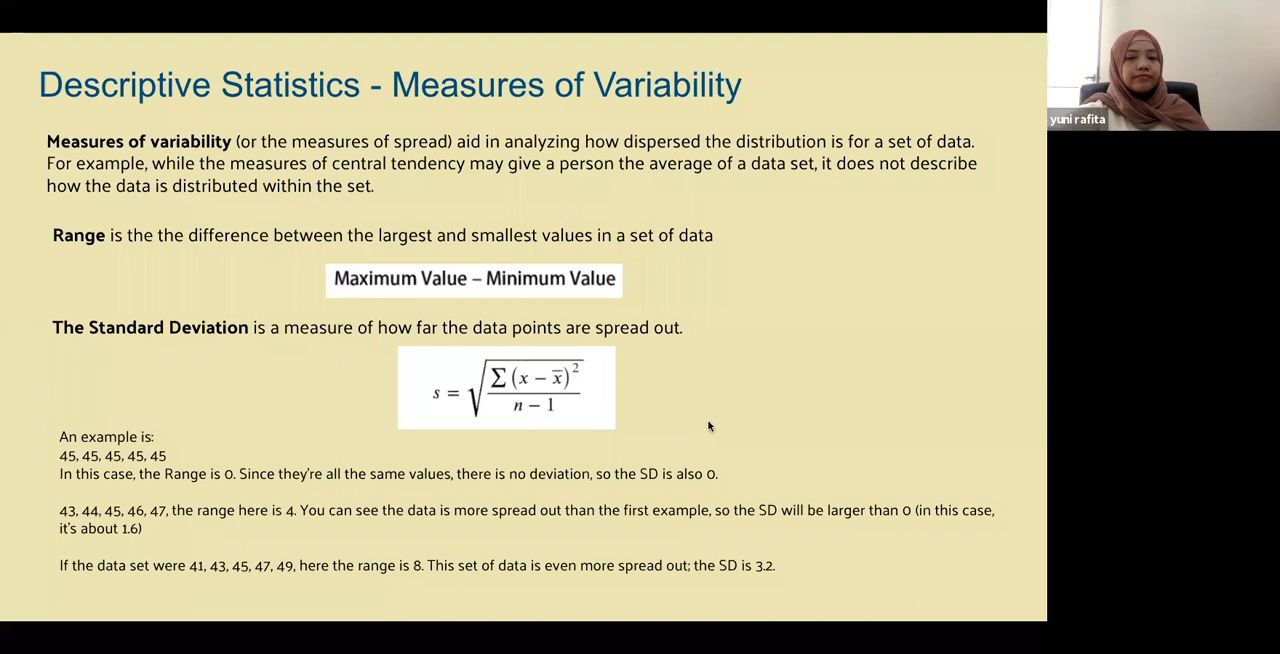 Descriptive Statistics - Measures of Variability
Measures of variability (or the measures of spread) aid in analyzing how dispersed the distribution is for a set of data.
For example, while the measures of central tendency may give a person the average of a data set, it does not describe
how the data is distributed within the set.
Range is the the difference between the largest and smallest values in a set of data
Maximum Value – Minimum Value
The Standard Deviation is a measure of how far the data points are spread out.
s = √(Σ(x − x̅)² / (n − 1))
An example is:
45, 45, 45, 45, 45
In this case, the Range is 0. Since they're all the same values, there is no deviation, so the SD is also 0.
43, 44, 45, 46, 47, the range here is 4. You can see the data is more spread out than the first example, so the SD will be larger than 0 (in this case,
it's about 1.6)
If the data set were 41, 43, 45, 47, 49, here the range is 8. This set of data is even more spread out; the SD is 3.2.
yuni rafita